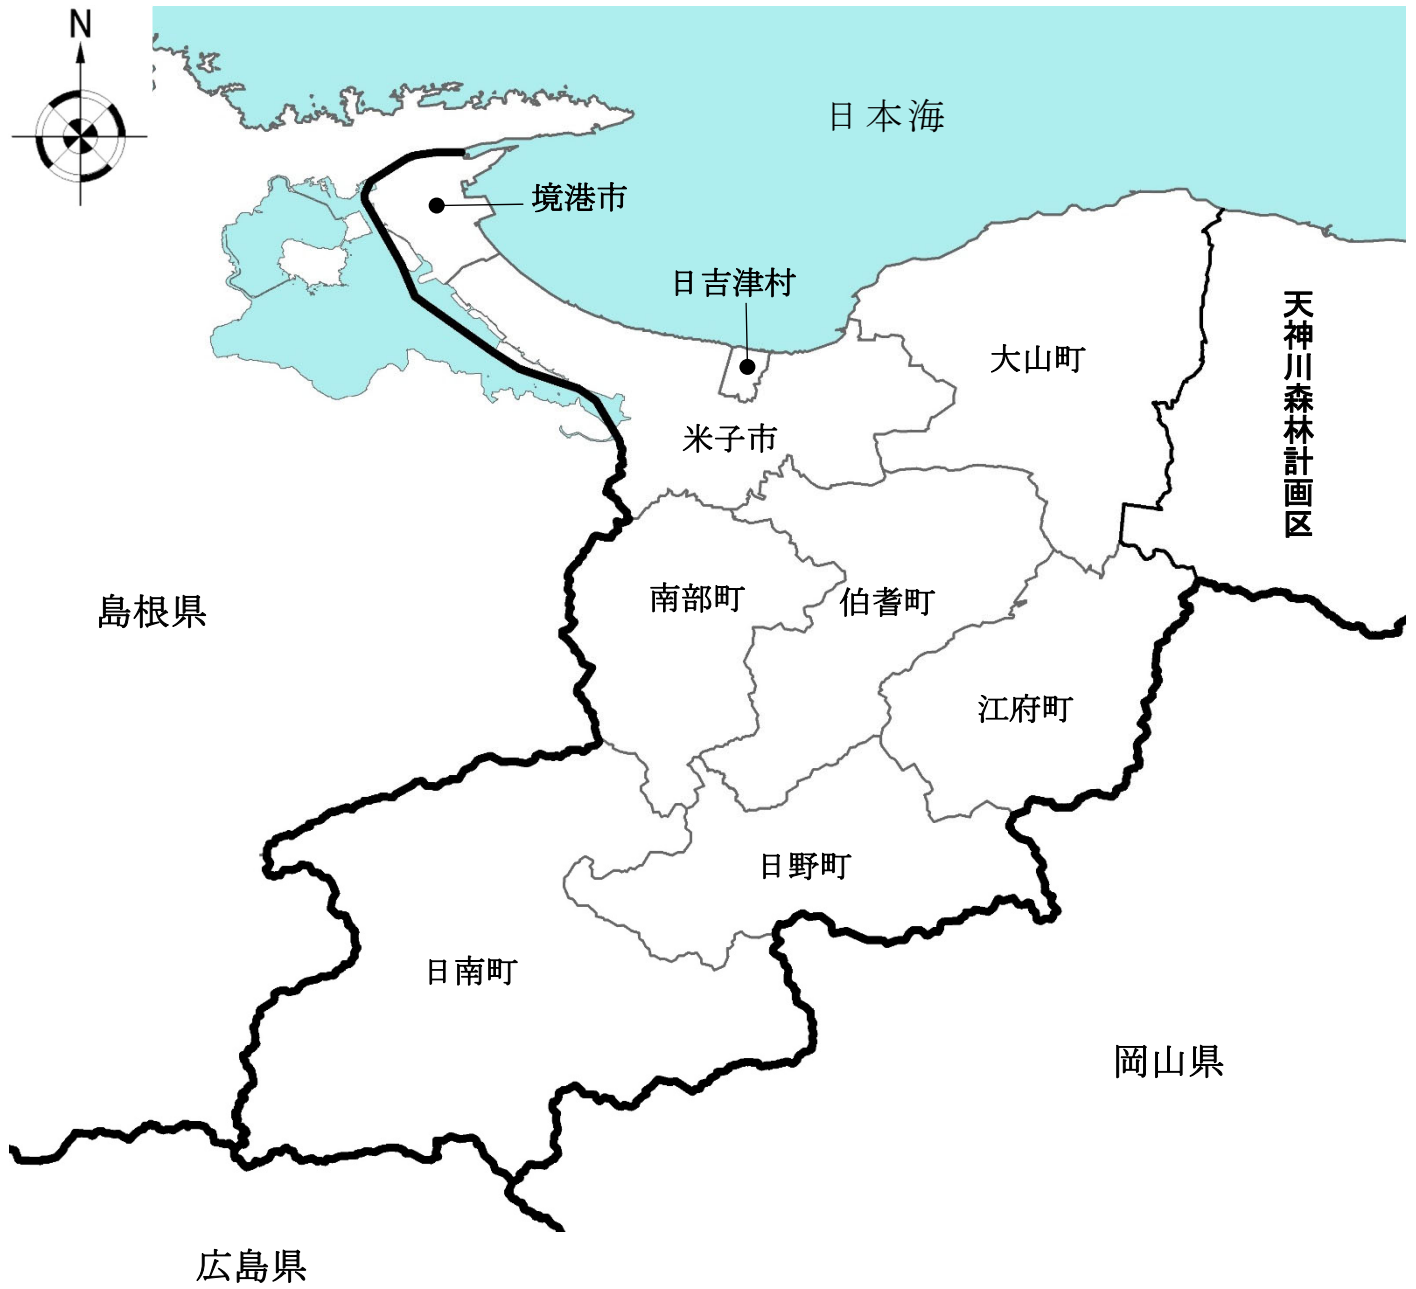 N
日本海
境港市
日吉津村
大山町
天神川森林計画区
米子市
南部町
伯耆町
島根県
江府町
日野町
日南町
岡山県
広島県